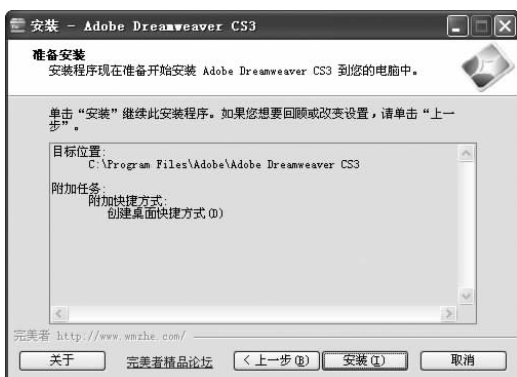 安装 - Adobe Dreamweaver CS3
准备安装
安装程序现在准备开始安装 Adobe Dreamweaver CS3 到您的电脑中。
单击“安装”继续此安装程序。如果您想要回顾或改变设置，请单击“上一
步”。
目标位置:
C:\Program Files\Adobe\Adobe Dreamweaver CS3
附加任务:
附加快捷方式:
创建桌面快捷方式(D)
完美者 http://www.wmzhe.com/
关于 完美者精品论坛 <上一步(B) 安装(I) 取消